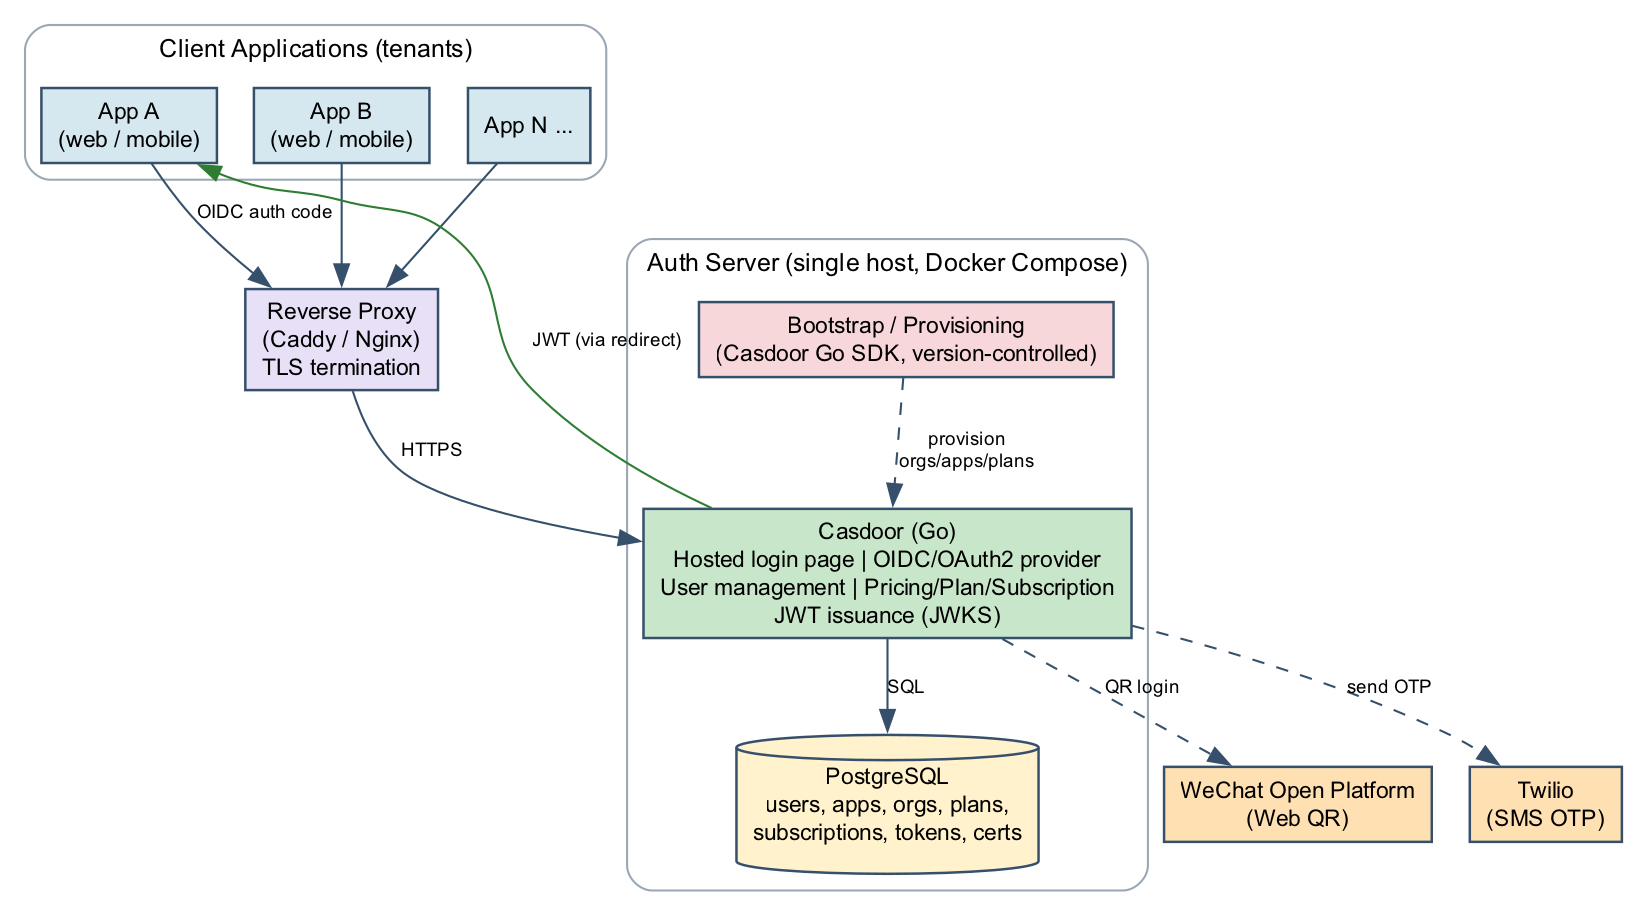 Client Applications (tenants)
App A
(web / mobile)
App B
(web / mobile)
App N ...
OIDC auth code
Reverse Proxy
(Caddy / Nginx)
TLS termination
JWT (via redirect)
HTTPS
Auth Server (single host, Docker Compose)
Bootstrap / Provisioning
(Casdoor Go SDK, version-controlled)
provision
orgs/apps/plans
Casdoor (Go)
Hosted login page | OIDC/OAuth2 provider
User management | Pricing/Plan/Subscription
JWT issuance (JWKS)
SQL
QR login
send OTP
PostgreSQL
users, apps, orgs, plans,
subscriptions, tokens, certs
WeChat Open Platform
(Web QR)
Twilio
(SMS OTP)